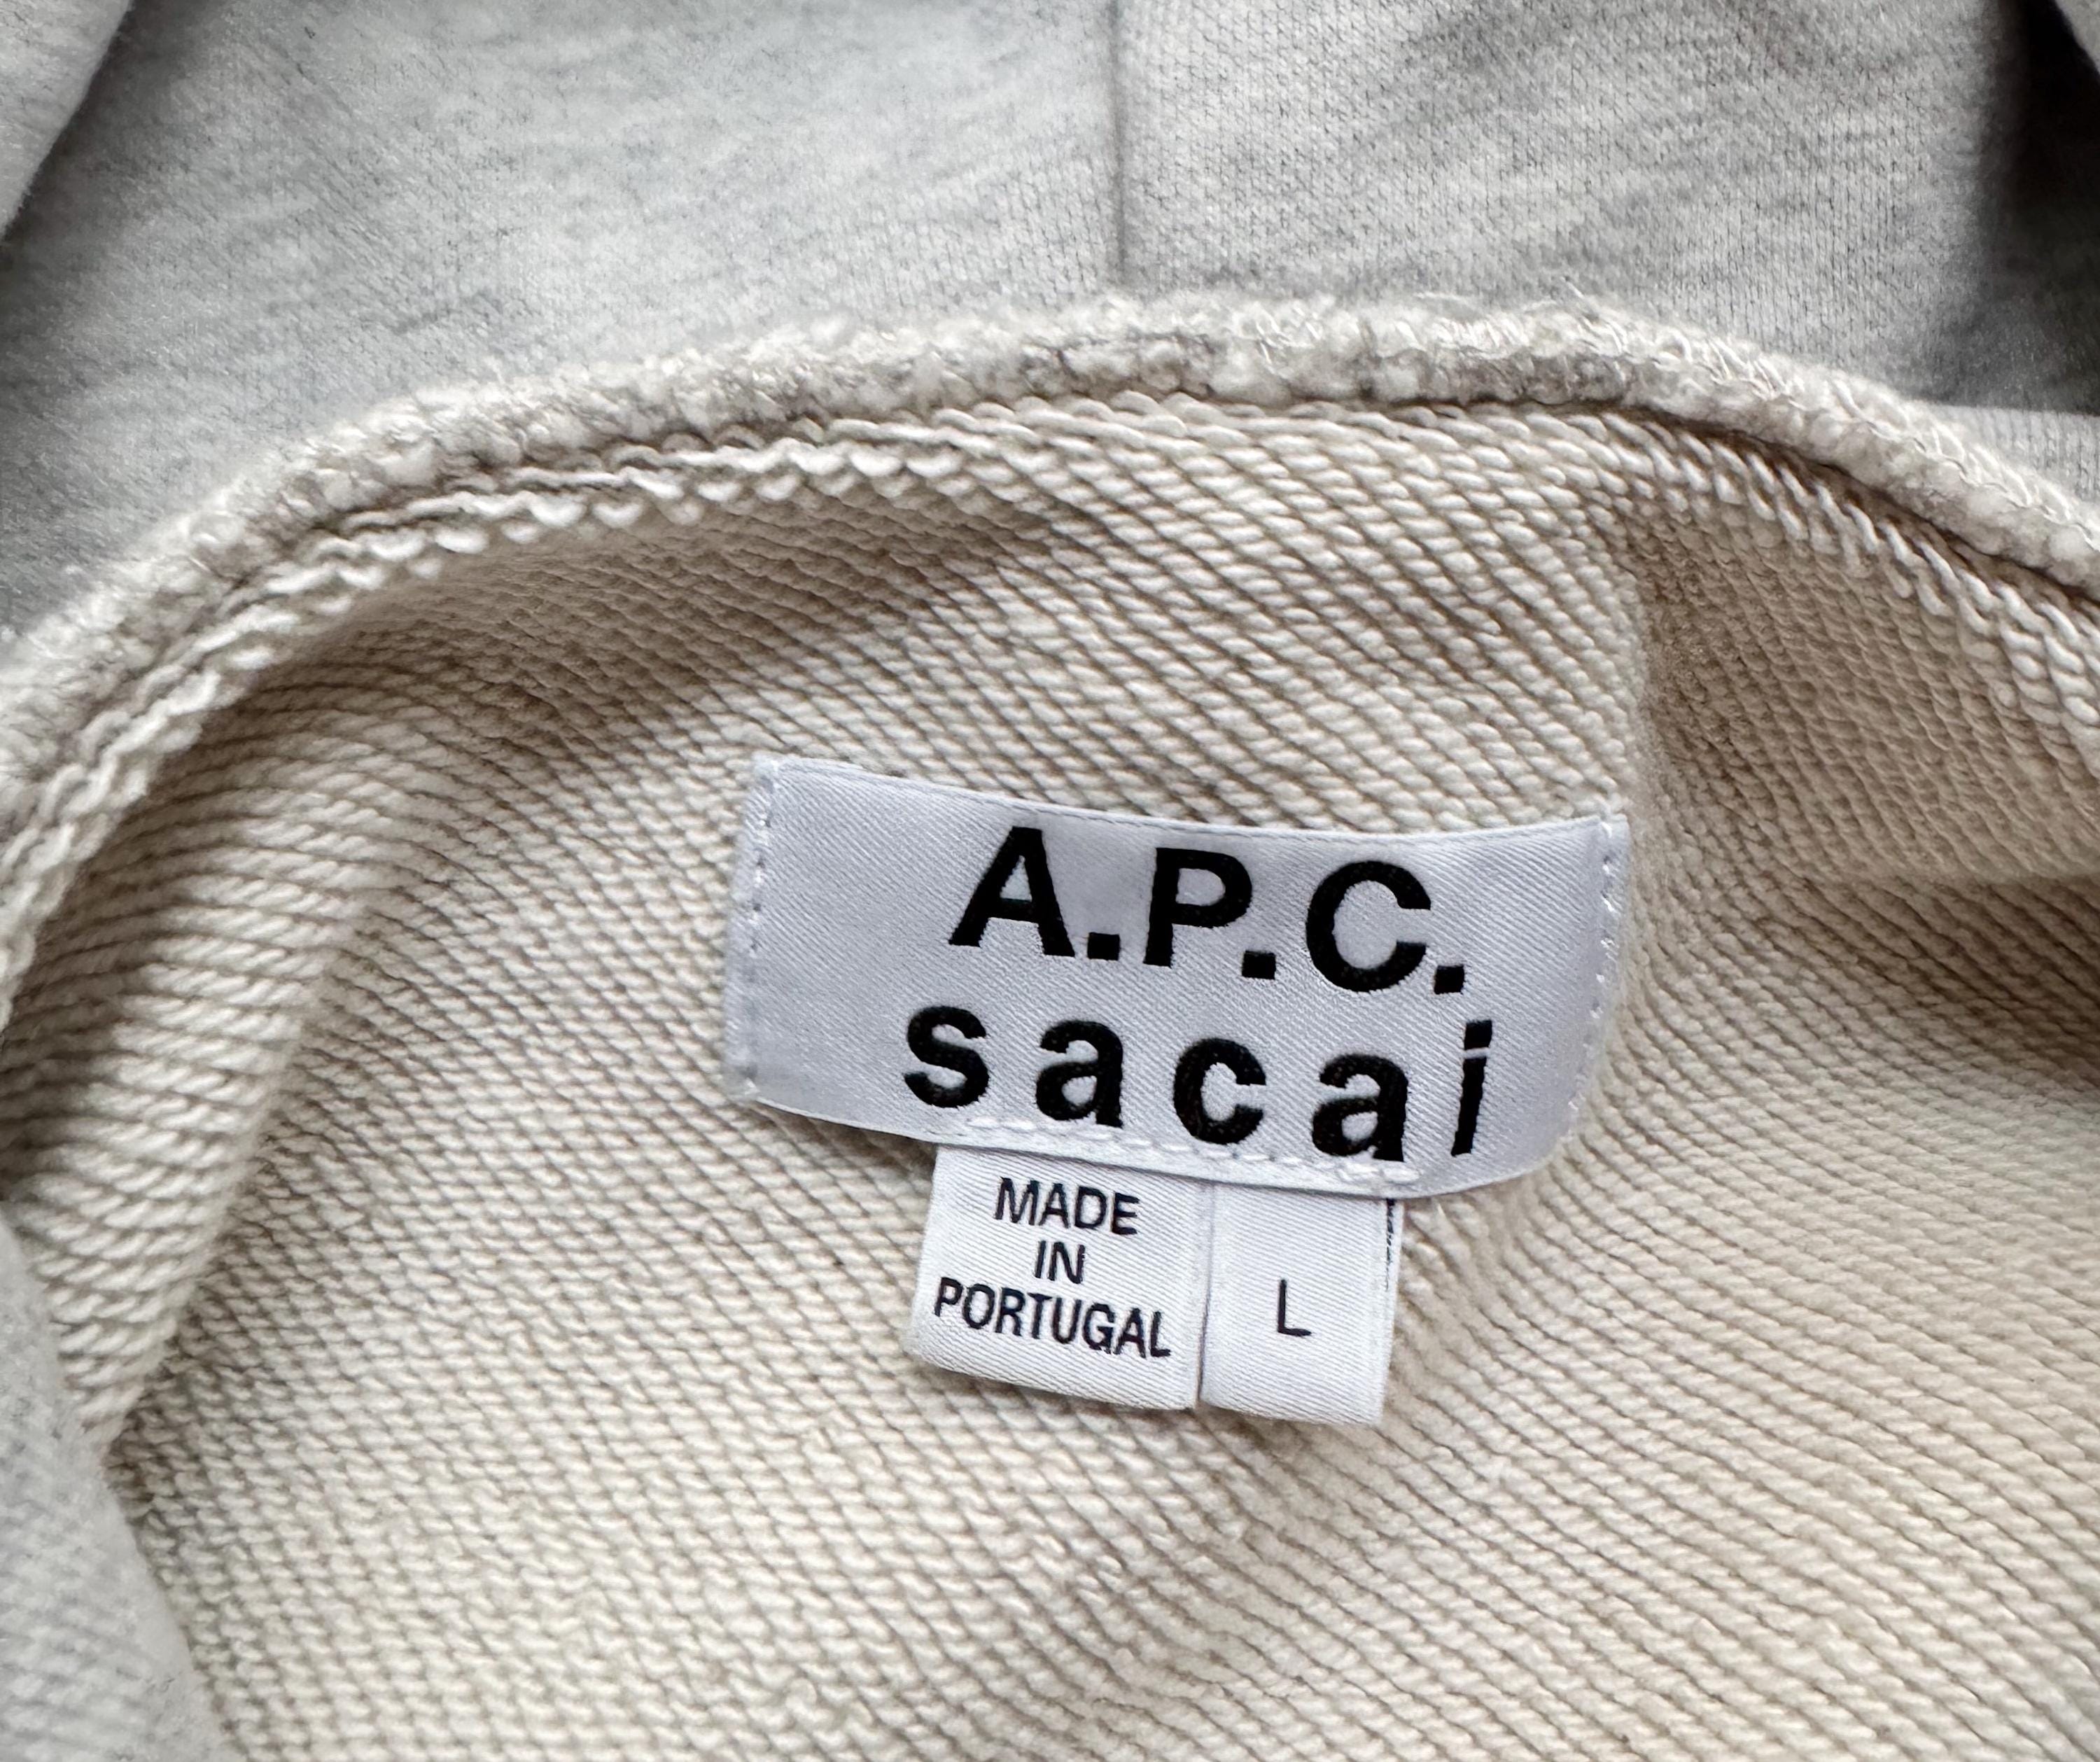 A.P.C.
sacai
MADE
IN
PORTUGAL
L